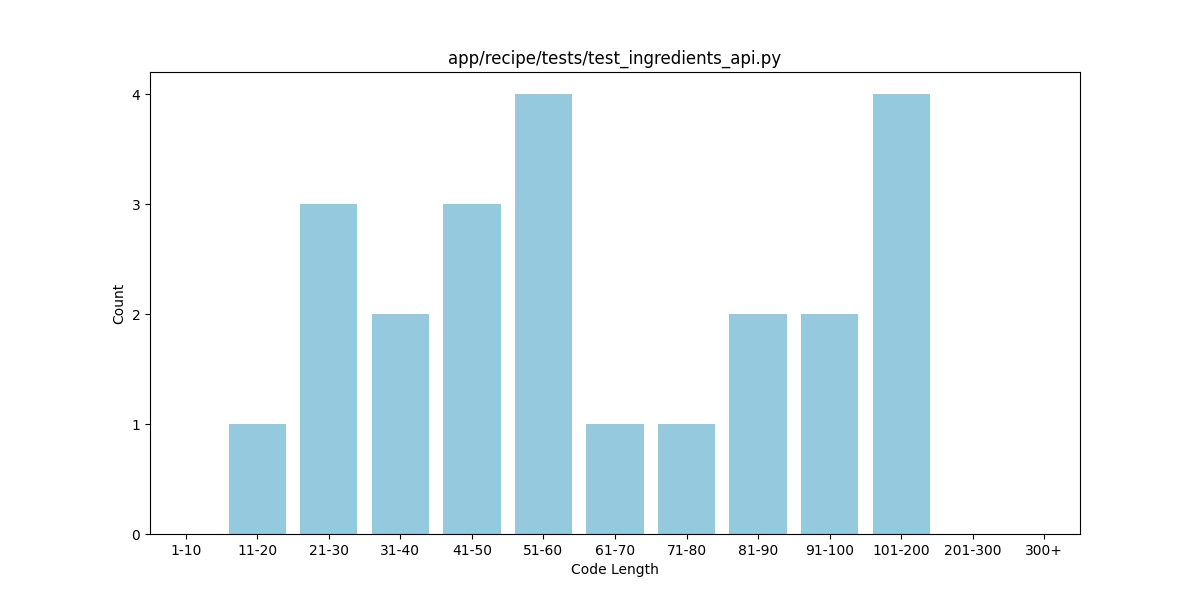 app/recipe/tests/test_ingredients_api.py
4
3
2
1
0
Count
1-10 11-20 21-30 31-40 41-50 51-60 61-70 71-80 81-90 91-100 101-200 201-300 300+
Code Length